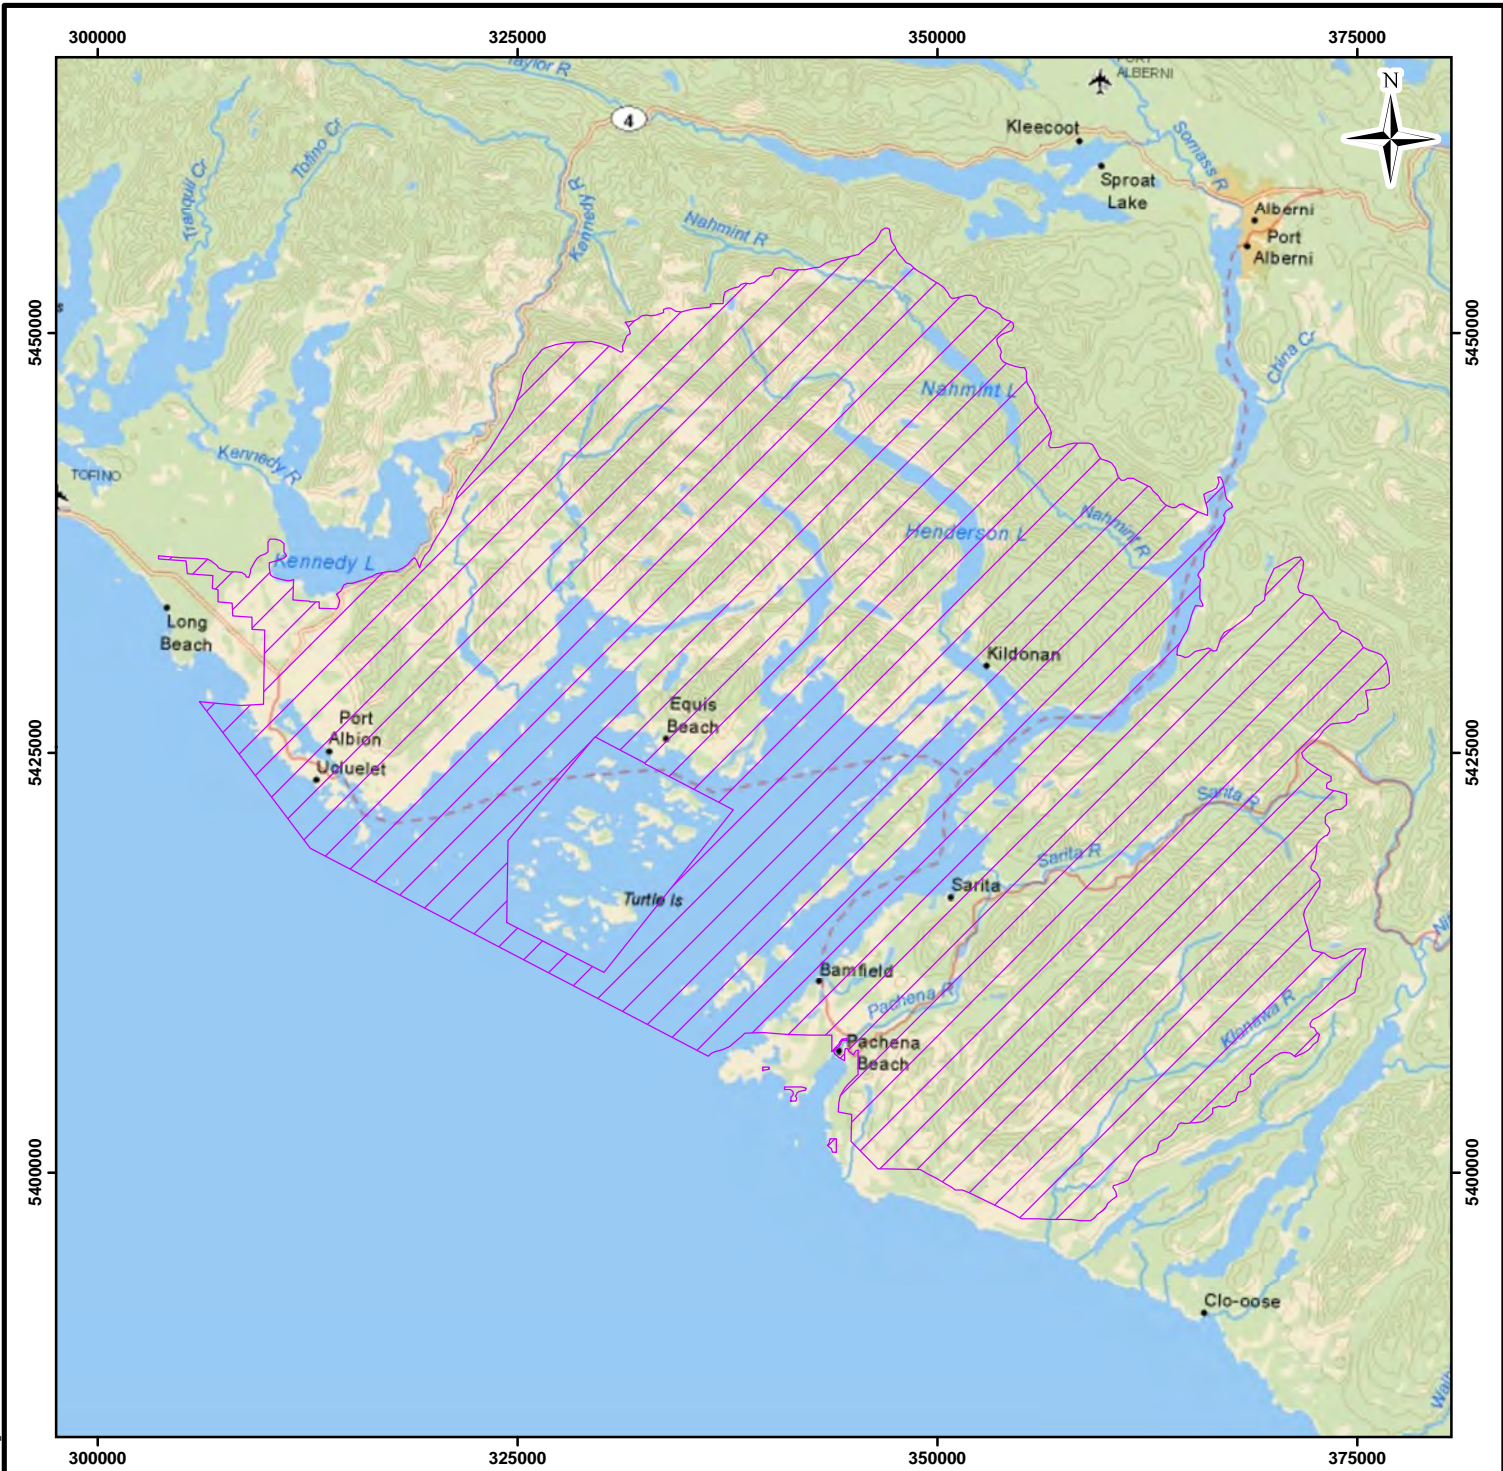 300000
325000
350000
375000
N
Taylor R
ALBERNI
4
Kleecoot
Somass R
Tofino Cr
Tranquil Cr
Sproat
Lake
Kennedy R
Nahmint R
Alberni
Port
Alberni
s
5450000
5450000
China Cr
Nahmint L
Kennedy R
TOFINO
Henderson L
Nahmint R
Kennedy L
Long
Beach
Kildonan
Equis
Beach
Port
Albion
Ucluelet
5425000
5425000
Sarita R
Sarita R
Sarita
Turtle Is
Bamfield
Pachena R
Klanawa R
Pachena
Beach
5400000
5400000
Clo-oose
300000
325000
350000
375000